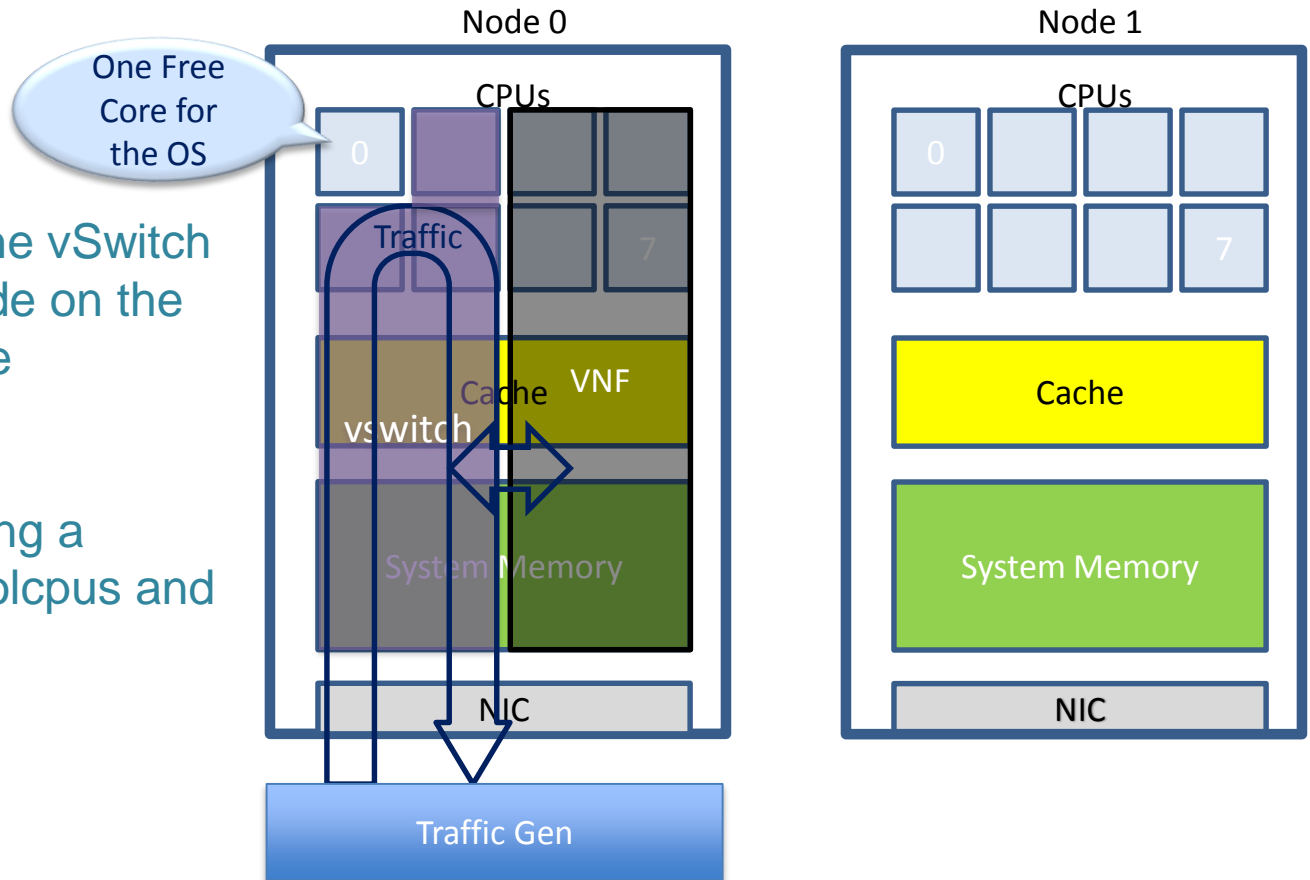 Node 0
Node 1
One Free
Core for
the OS
CPUs
CPUs
0
0
Traffic
7
7
he vSwitch
de on the
e
Cache
VNF
Cache
vswitch
ng a
olcpus and
System Memory
System Memory
NIC
NIC
Traffic Gen